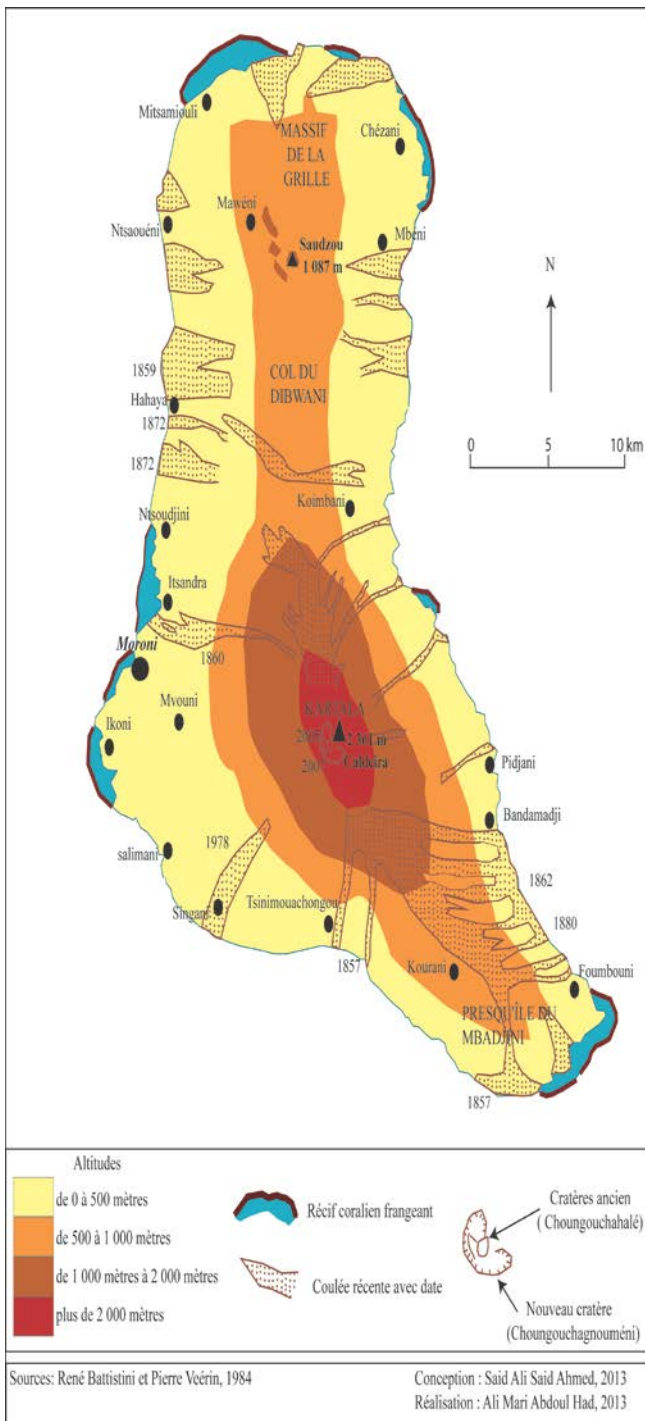 Mitsamiouli
MASSIF
DE LA
GRILLE
Chézani
Mawéni
Ntsaouéni
Mbéni
Saudzou
1 087 m
N
1859
Hahaya
1872
1872
COL DU
DIBWANI
0 5 10 km
Koimbani
Ntsoudjini
Itsandra
Moroni
1860
Mvouni
Ikoni
KARTALA
Caldeira
Pidjani
Bandamadji
salimani
1978
1862
Singani
Tsinimouachongou
1880
1857
Kourani
Foumbouni
PRESQU'ÎLE DU
MBADJINI
1857
Altitudes
de 0 à 500 mètres
de 500 à 1 000 mètres
de 1 000 mètres à 2 000 mètres
plus de 2 000 mètres
Récif coralien frangeant
Coulée récente avec date
Cratères ancien
( Choungouchahalé)
Nouveau cratère
(Choungouchagnouméni)
Sources: René Battistini et Pierre Veérin, 1984
Conception : Said Ali Said Ahmed, 2013
Réalisation : Ali Mari Abdoul Had, 2013